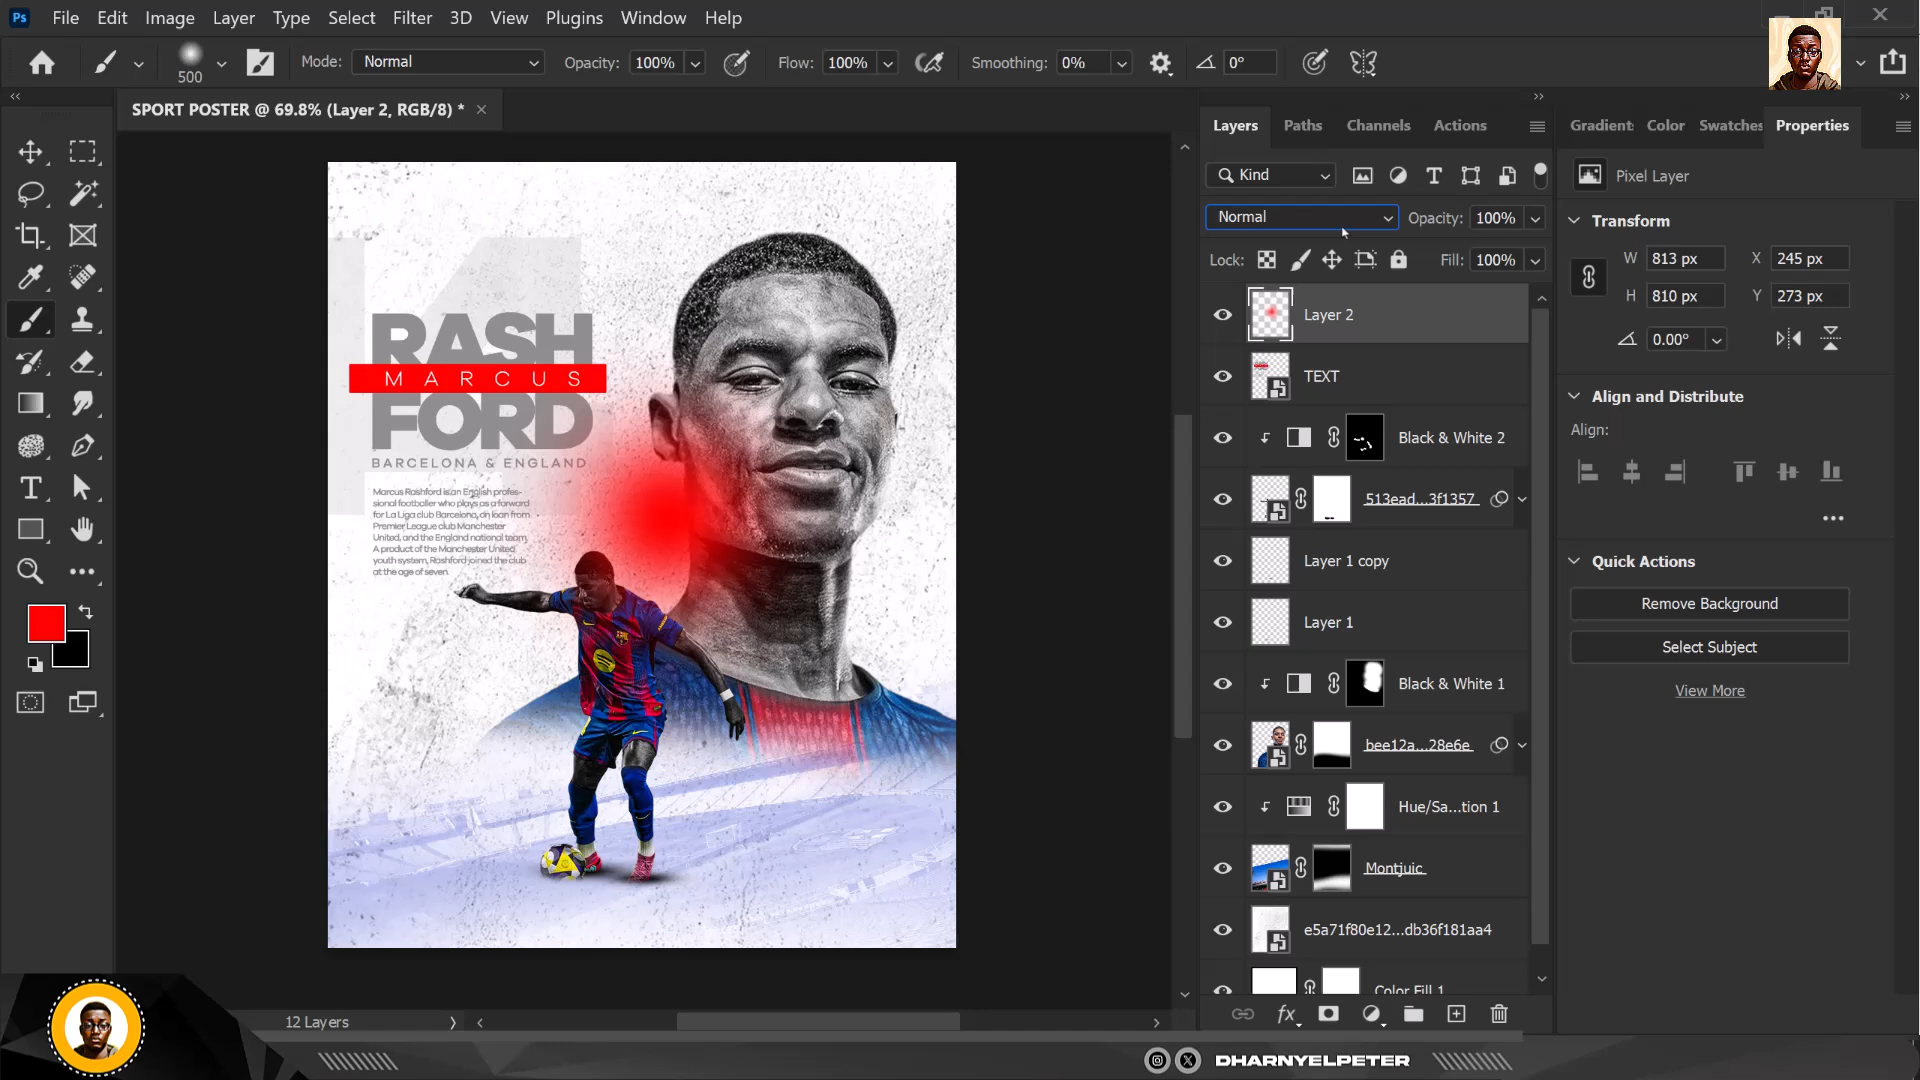 Ps File Edit Image Layer Type Select Filter 3D View Plugins Window Help
500 Mode: Normal Opacity: 100% Flow: 100% Smoothing: 0% 0°
SPORT POSTER @ 69.8% (Layer 2, RGB/8) *
Layers Paths Channels Actions
Kind
Normal Opacity: 100%
Lock: Fill: 100%
Layer 2
TEXT
Black & White 2
513ead...3f1357
Layer 1 copy
Layer 1
Black & White 1
bee12a...28e6e
Hue/Sa...tion 1
Montjuic
e5a71f80e12...db36f181aa4
Color Fill 1
Gradient Color Swatches Properties
Pixel Layer
Transform
W 813 px X 245 px
H 810 px Y 273 px
0.00°
Align and Distribute
Align:
Quick Actions
Remove Background
Select Subject
View More
14
RASH
MARCUS
FORD
BARCELONA & ENGLAND
Marcus Rashford is an English profes-
sional footballer who plays as a forward
for La Liga club Barcelona, on loan from
Premier League club Manchester
United, and the England national team.
A product of the Manchester United
youth system, Rashford joined the club
at the age of seven.
12 Layers
DHARNYELPETER